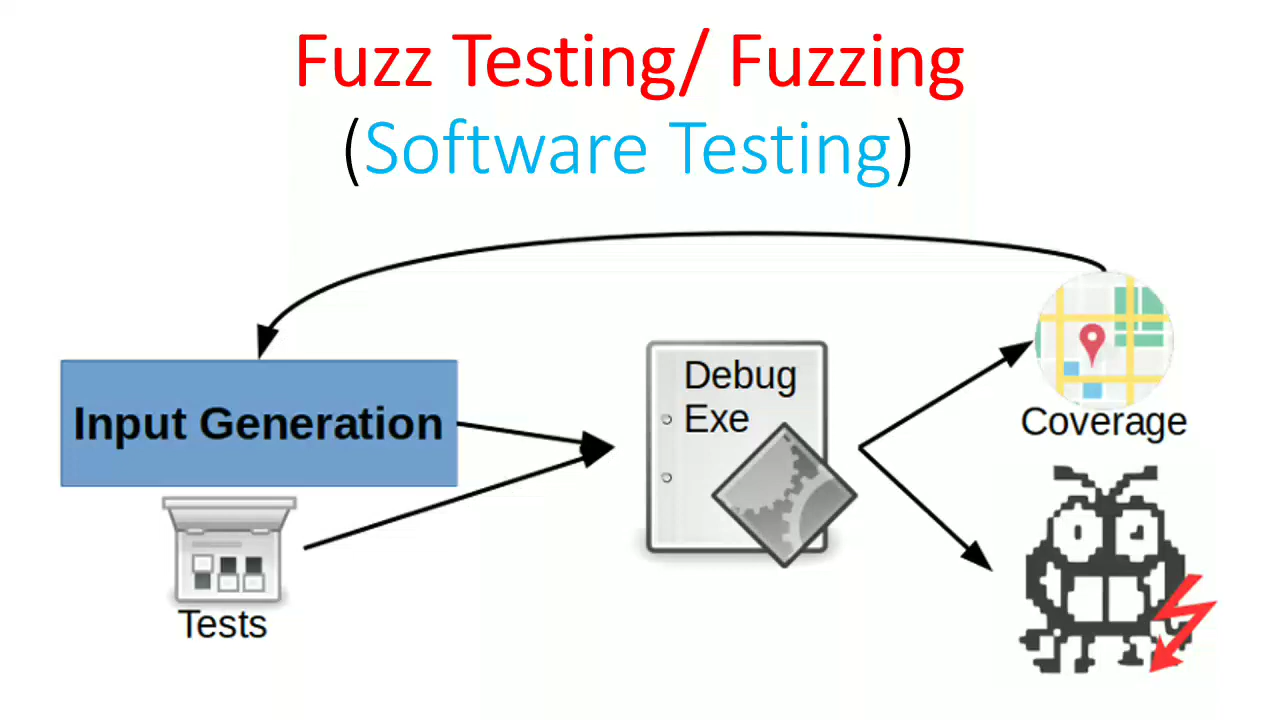 Fuzz Testing/ Fuzzing
(Software Testing)
Input Generation
Tests
Debug
Exe
Coverage